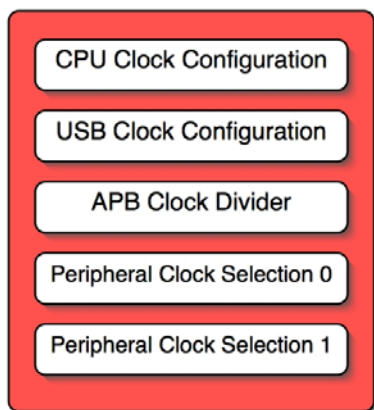 CPU Clock Configuration
USB Clock Configuration
APB Clock Divider
Peripheral Clock Selection 0
Peripheral Clock Selection 1